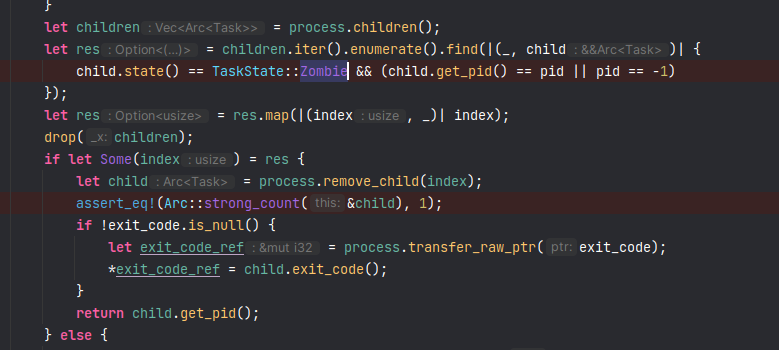 }
let children : Vec<Arc<Task>> = process.children();
let res : Option<(...)> = children.iter().enumerate().find(|(_, child : &&Arc<Task> )| {
child.state() == TaskState::Zombie && (child.get_pid() == pid || pid == -1)
});
let res : Option<usize> = res.map(|(index : usize , _)| index);
drop( _x: children);
if let Some(index : usize ) = res {
let child : Arc<Task> = process.remove_child(index);
assert_eq!(Arc::strong_count( this: &child), 1);
if !exit_code.is_null() {
let exit_code_ref : &mut i32 = process.transfer_raw_ptr( ptr: exit_code);
*exit_code_ref = child.exit_code();
}
return child.get_pid();
} else {